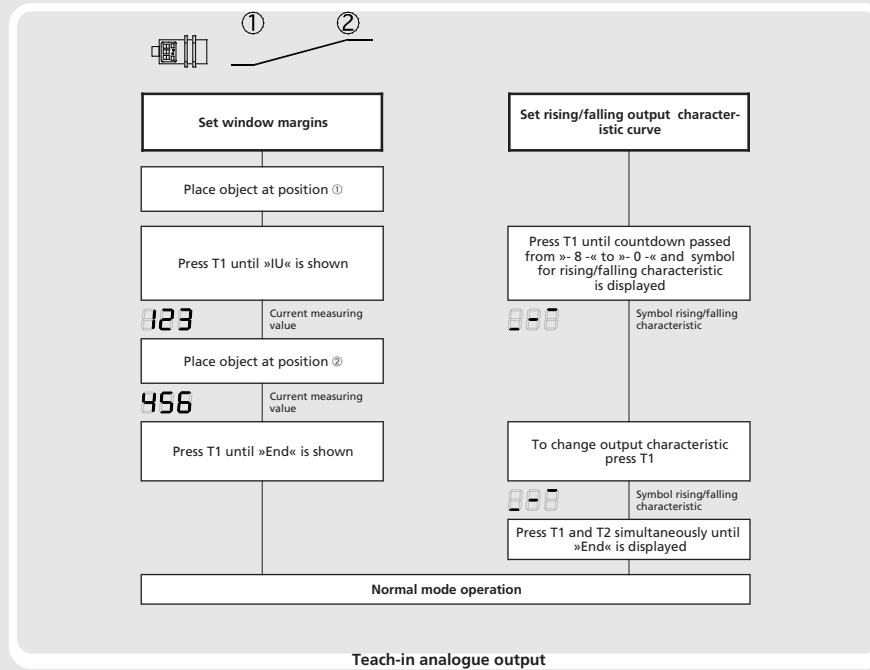 ① ②
Set window margins
Place object at position ①
Press T1 until »IU« is shown
123
Current measuring
value
Place object at position ②
456
Current measuring
value
Press T1 until »End« is shown
Set rising/falling output character-
istic curve
Press T1 until countdown passed
from »- 8 -« to »- 0 -« and symbol
for rising/falling characteristic
is displayed
Symbol rising/falling
characteristic
To change output characteristic
press T1
Symbol rising/falling
characteristic
Press T1 and T2 simultaneously until
»End« is displayed
Normal mode operation
Teach-in analogue output